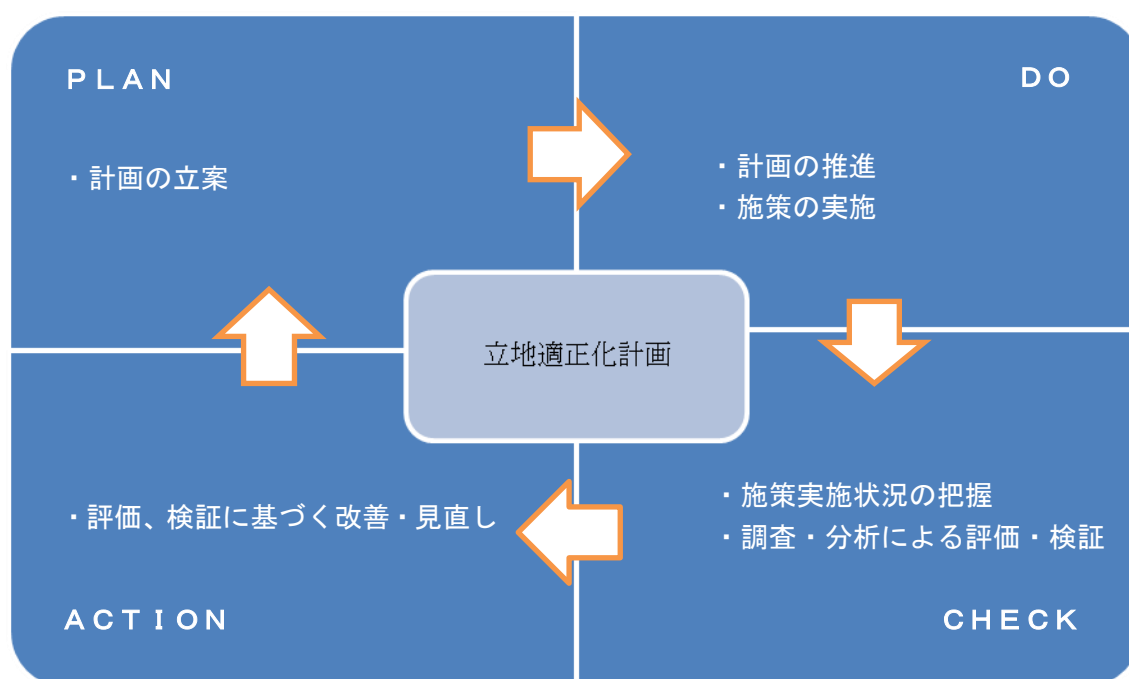 ＰＬＡＮ
・計画の立案
ＤＯ
・計画の推進
・施策の実施
立地適正化計画
・評価、検証に基づく改善・見直し
ＡＣＴＩＯＮ
・施策実施状況の把握
・調査・分析による評価・検証
ＣＨＥＣＫ